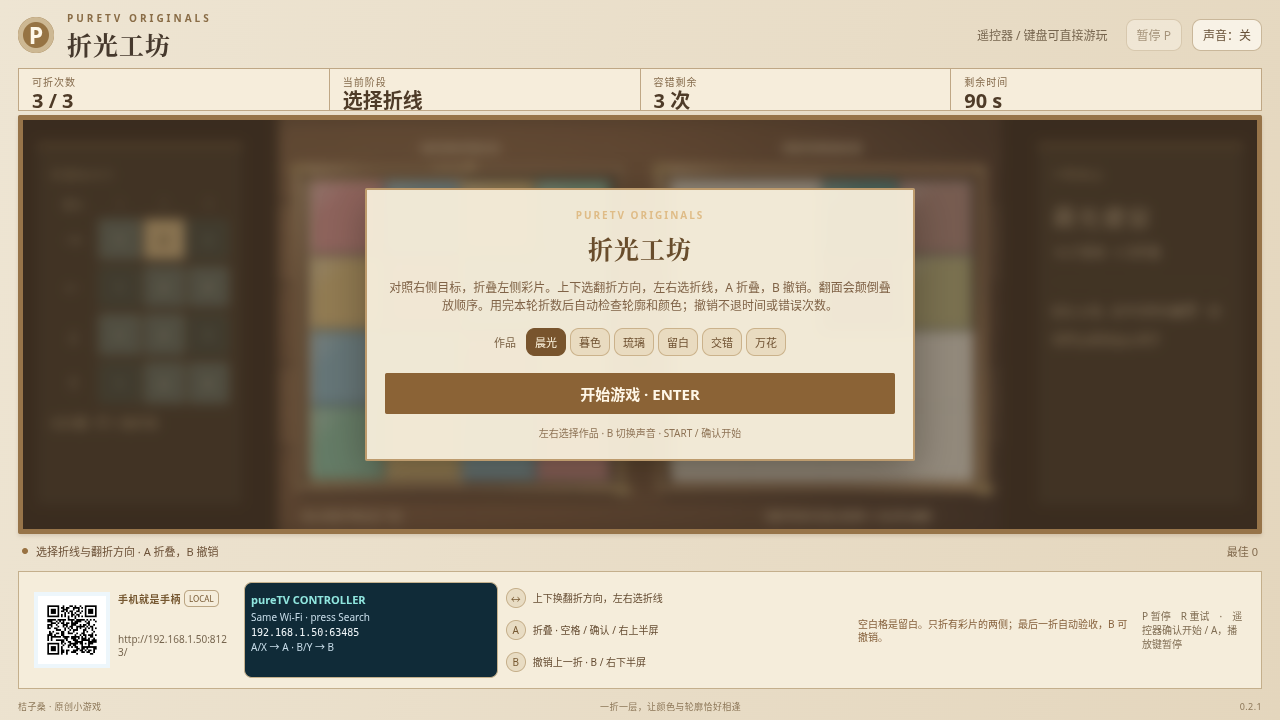 PURETV ORIGINALS
折光工坊
遥控器 / 键盘可直接游玩
暂停 P
声音：关
可折次数
3 / 3
当前阶段
选择折线
容错剩余
3 次
剩余时间
90 s
PURETV ORIGINALS
折光工坊
对照右侧目标，折叠左侧彩片。上下选翻折方向，左右选折线，A 折叠，B 撤销。翻面会颠倒叠
放顺序。用完本轮折数后自动检查轮廓和颜色；撤销不退时间或错误次数。
作品 晨光 暮色 琉璃 留白 交错 万花
开始游戏 · ENTER
左右选择作品 · B 切换声音 · START / 确认开始
选择折线与翻折方向 · A 折叠，B 撤销
最佳 0
手机就是手柄 LOCAL
http://192.168.1.50:812
3/
pureTV CONTROLLER
Same Wi-Fi · press Search
192.168.1.50:63485
A/X → A · B/Y → B
↔ 上下换翻折方向，左右选折线
A 折叠 · 空格 / 确认 / 右上半屏
B 撤销上一折 · B / 右下半屏
空白格是留白。只折有彩片的两侧；最后一折自动验收，B 可
撤销。
P 暂停 R 重试 · 遥
控器确认开始 / A，播
放键暂停
桔子桑 · 原创小游戏
一折一层，让颜色与轮廓恰好相逢
0.2.1